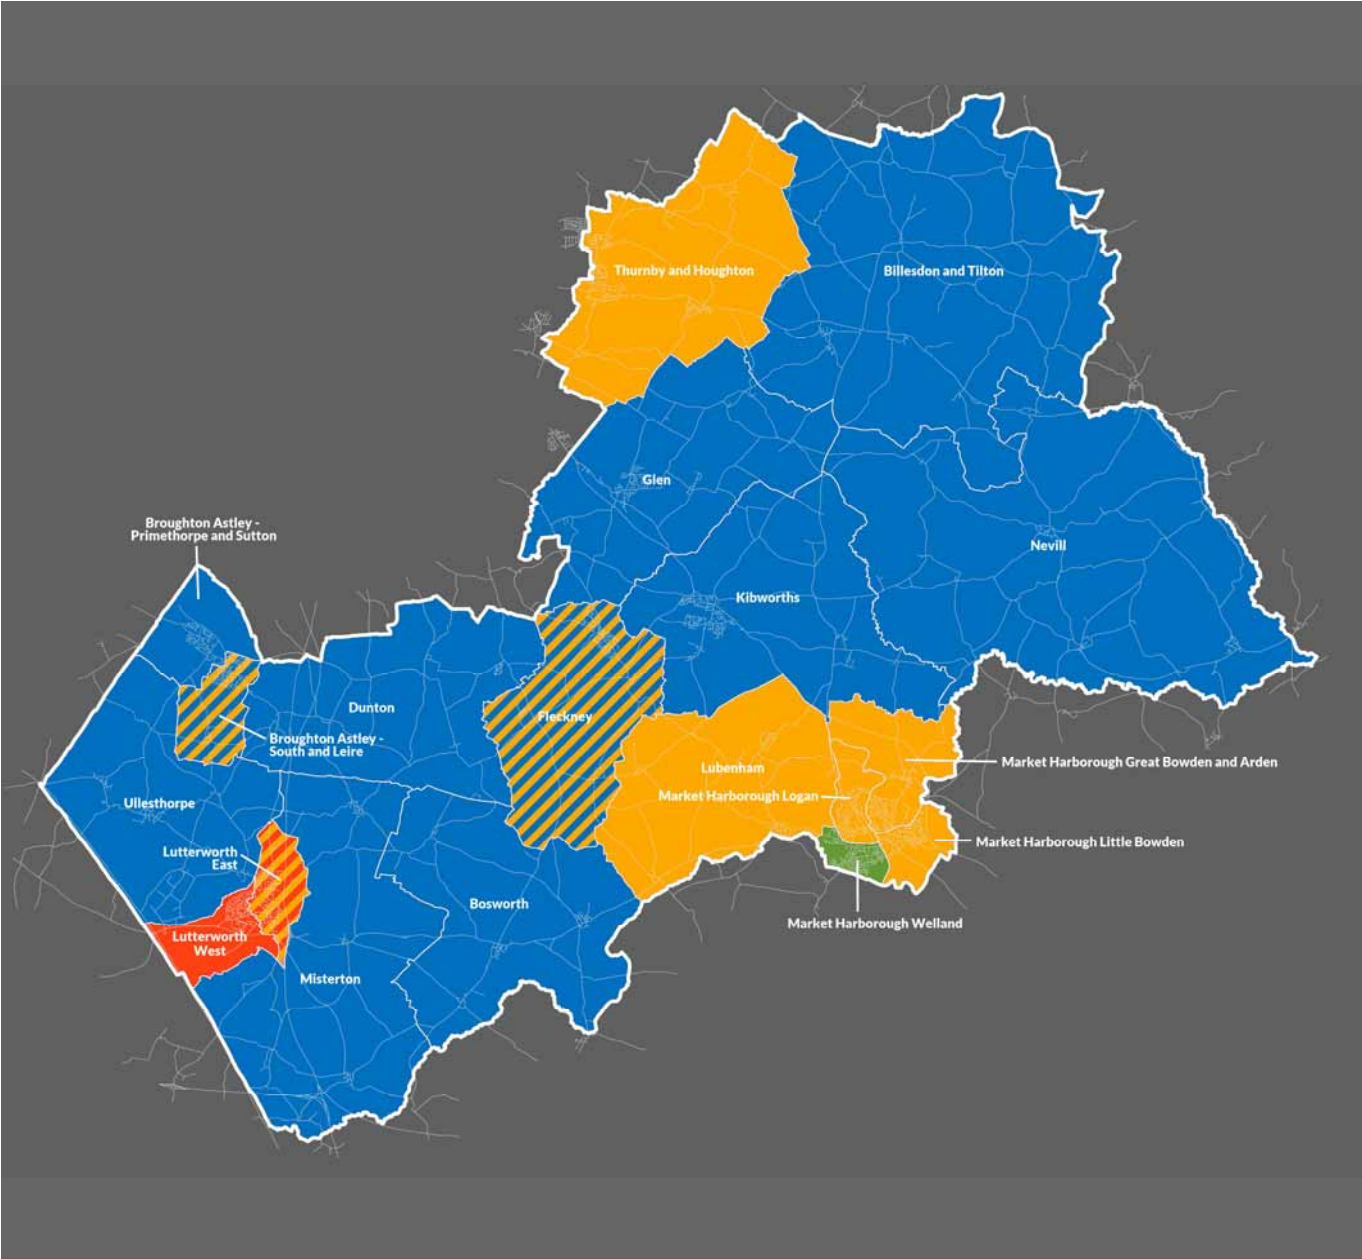 Thurnby and Houghton
Billesdon and Tilton
Glen
Broughton Astley -
Primethorpe and Sutton
Nevill
Kibworths
Dunton
Fleckney
Broughton Astley -
South and Leire
Lubenham
Market Harborough Great Bowden and Arden
Market Harborough Logan
Ullesthorpe
Market Harborough Little Bowden
Lutterworth
East
Bosworth
Market Harborough Welland
Lutterworth
West
Misterton